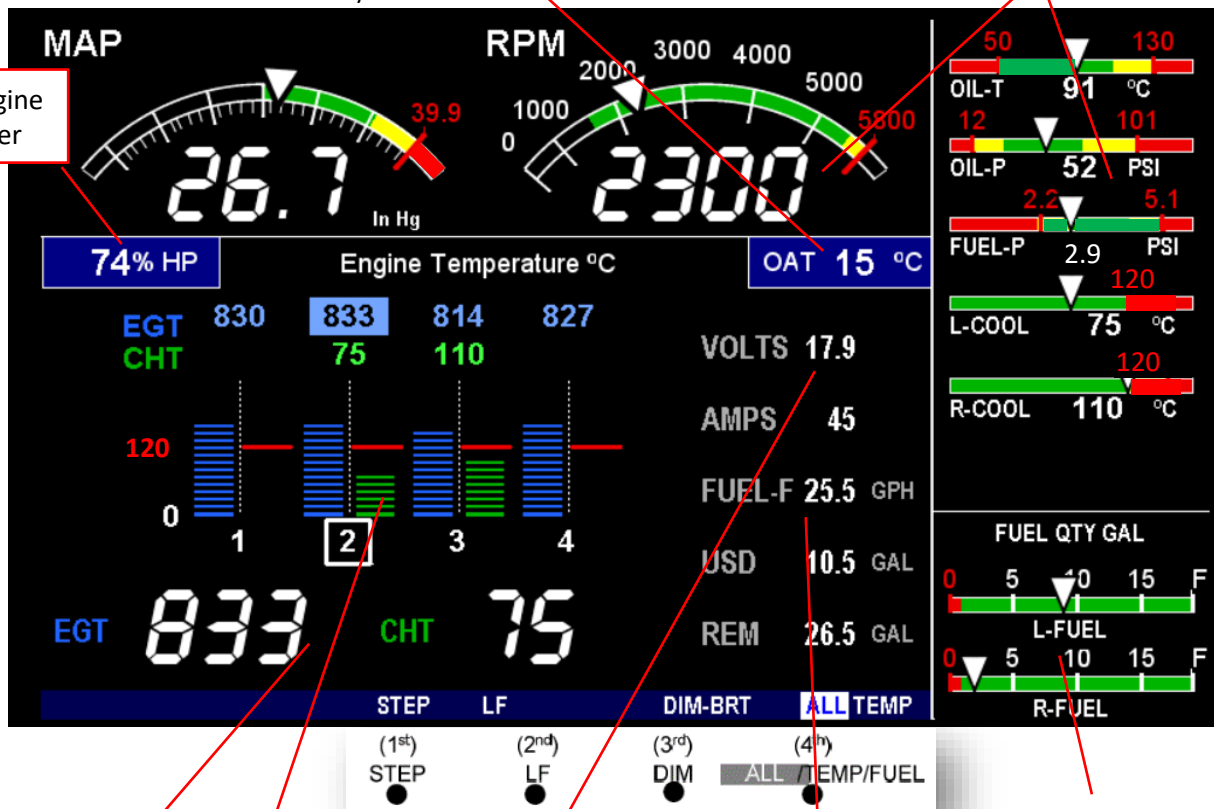 MAP
RPM
0
1000
2000
3000
4000
5000
5800
39.9
26.7
In Hg
2300
50
130
OIL-T
91
ºC
12
101
OIL-P
52
PSI
2.2
5.1
FUEL-P
2.9
PSI
120
L-COOL
75
ºC
120
R-COOL
110
ºC
74% HP
Engine Temperature ºC
OAT 15 ºC
EGT 830 833 814 827
CHT 75 110
120
0
1 2 3 4
EGT 833 CHT 75
VOLTS 17.9
AMPS 45
FUEL-F 25.5 GPH
USD 10.5 GAL
REM 26.5 GAL
FUEL QTY GAL
0 5 10 15 F
L-FUEL
0 5 10 15 F
R-FUEL
STEP LF DIM-BRT ALL TEMP
(1st) (2nd) (3rd) (4th)
STEP LF DIM ALL /TEMP/FUEL